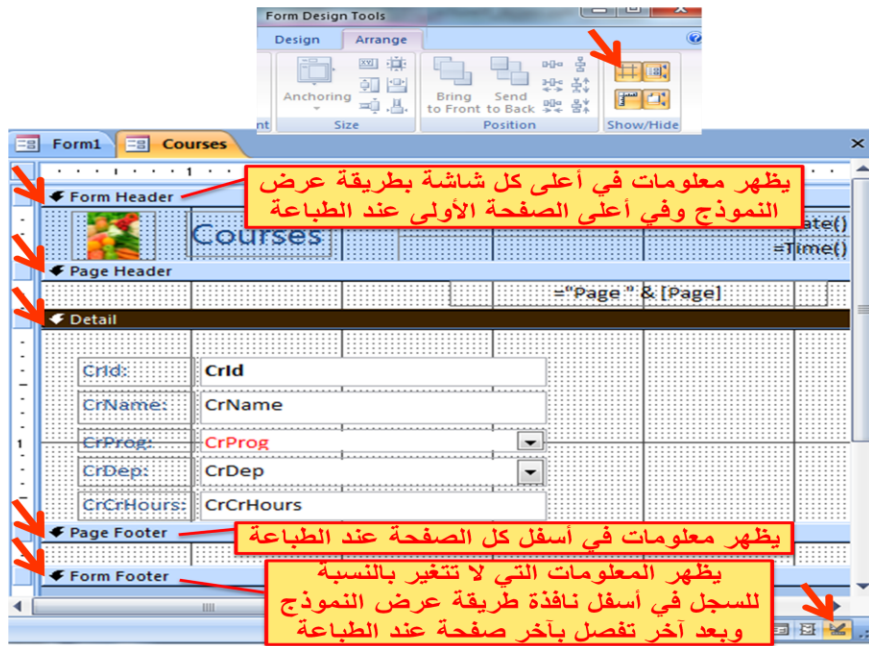 Form Design Tools
Design Arrange
Anchoring
Bring to Front
Send to Back
Size
Position
Show/Hide
Form1 Courses
1
يظهر معلومات في أعلى كل شاشة بطريقة عرض
النموذج وفي أعلى الصفحة الأولى عند الطباعة
Form Header
Courses
ate()
=Time()
Page Header
="Page " & [Page]
Detail
CrId: CrId
CrName: CrName
1
CrProg: CrProg
CrDep: CrDep
CrCrHours: CrCrHours
Page Footer
يظهر معلومات في أسفل كل الصفحة عند الطباعة
Form Footer
يظهر المعلومات التي لا تتغير بالنسبة
للسجل في أسفل نافذة طريقة عرض النموذج
وبعد آخر تفصل بآخر صفحة عند الطباعة